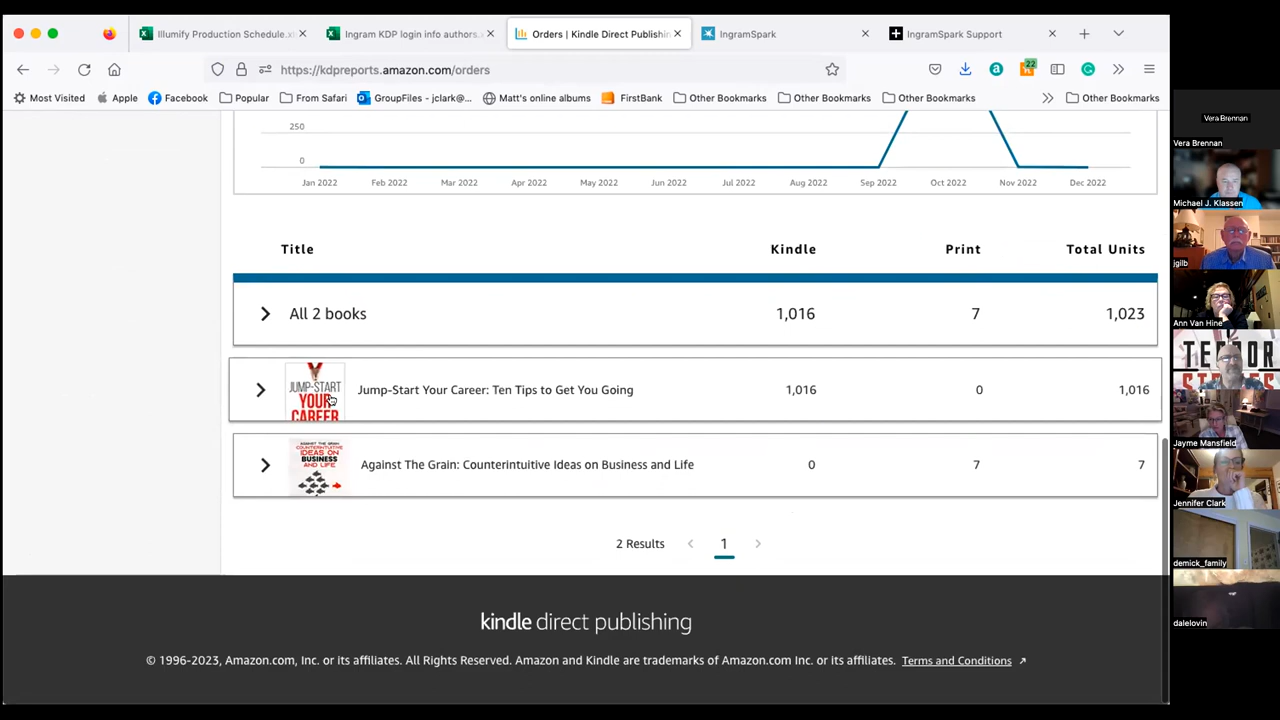 Illumify Production Schedule.x
Ingram KDP login info authors.
Orders | Kindle Direct Publishin
IngramSpark
IngramSpark Support
https://kdpreports.amazon.com/orders
22
Most Visited
Apple
Facebook
Popular
From Safari
GroupFiles - jclark@...
Matt's online albums
FirstBank
Other Bookmarks
Other Bookmarks
Other Bookmarks
Other Bookmarks
250
0
Jan 2022 Feb 2022 Mar 2022 Apr 2022 May 2022 Jun 2022 Jul 2022 Aug 2022 Sep 2022 Oct 2022 Nov 2022 Dec 2022
Title Kindle Print Total Units
All 2 books 1,016 7 1,023
JUMP-START
YOUR
CAREER
Jump-Start Your Career: Ten Tips to Get You Going 1,016 0 1,016
AGAINST THE GRAIN:
COUNTERINTUITIVE
IDEAS ON
BUSINESS
AND LIFE
Against The Grain: Counterintuitive Ideas on Business and Life 0 7 7
2 Results 1
kindle direct publishing
© 1996-2023, Amazon.com, Inc. or its affiliates. All Rights Reserved. Amazon and Kindle are trademarks of Amazon.com Inc. or its affiliates. Terms and Conditions
Vera Brennan
Vera Brennan
Michael J. Klassen
jgilb
Ann Van Hine
Jayme Mansfield
Jennifer Clark
demick_family
dalelovin